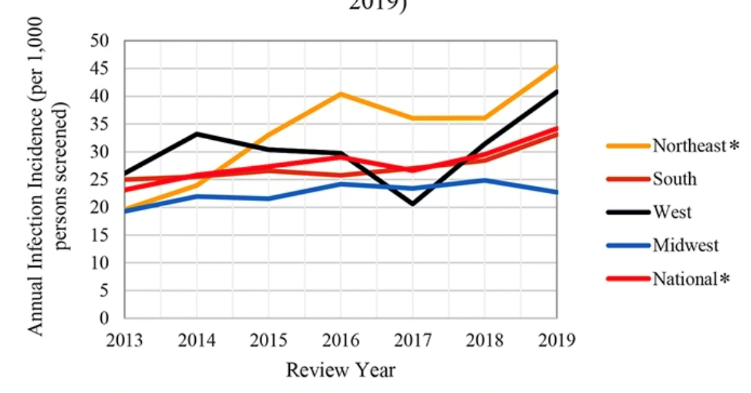 2019)
Annual Infection Incidence (per 1,000
persons screened)
50
45
40
35
30
25
20
15
10
5
0
2013 2014 2015 2016 2017 2018 2019
Review Year
Northeast*
South
West
Midwest
National*